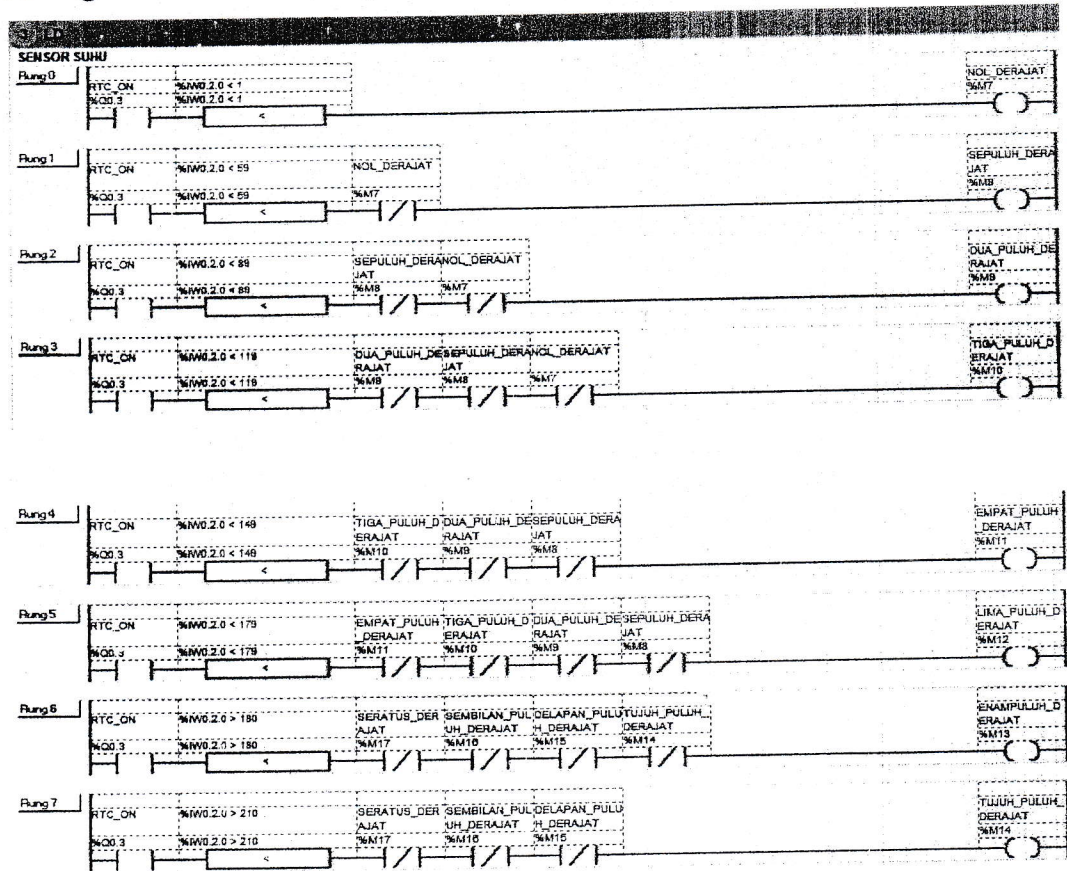 3 LD
SENSOR SUHU
Rung 0
RTC_ON
%IW0.2.0 < 1
NOL_DERAJAT
%Q0.3
%IW0.2.0 < 1
%M7
<
Rung 1
RTC_ON
%IW0.2.0 < 59
NOL_DERAJAT
SEPULUH_DERA
JAT
%Q0.3
%IW0.2.0 < 59
%M7
%M8
<
Rung 2
RTC_ON
%IW0.2.0 < 89
SEPULUH_DERA
JAT
NOL_DERAJAT
DUA_PULUH_DE
RAJAT
%Q0.3
%IW0.2.0 < 89
%M8
%M7
%M9
<
Rung 3
RTC_ON
%IW0.2.0 < 119
DUA_PULUH_DE
RAJAT
SEPULUH_DERA
JAT
NOL_DERAJAT
TIGA_PULUH_D
ERAJAT
%Q0.3
%IW0.2.0 < 119
%M9
%M8
%M7
%M10
<
Rung 4
RTC_ON
%IW0.2.0 < 149
TIGA_PULUH_D
ERAJAT
DUA_PULUH_DE
RAJAT
SEPULUH_DERA
JAT
EMPAT_PULUH
_DERAJAT
%Q0.3
%IW0.2.0 < 149
%M10
%M9
%M8
%M11
<
Rung 5
RTC_ON
%IW0.2.0 < 179
EMPAT_PULUH
_DERAJAT
TIGA_PULUH_D
ERAJAT
DUA_PULUH_DE
RAJAT
SEPULUH_DERA
JAT
LIMA_PULUH_D
ERAJAT
%Q0.3
%IW0.2.0 < 179
%M11
%M10
%M9
%M8
%M12
<
Rung 6
RTC_ON
%IW0.2.0 > 180
SERATUS_DER
AJAT
SEMBILAN_PUL
UH_DERAJAT
DELAPAN_PULU
H_DERAJAT
TUJUH_PULUH_
DERAJAT
ENAMPULUH_D
ERAJAT
%Q0.3
%IW0.2.0 > 180
%M17
%M16
%M15
%M14
%M13
<
Rung 7
RTC_ON
%IW0.2.0 > 210
SERATUS_DER
AJAT
SEMBILAN_PUL
UH_DERAJAT
DELAPAN_PULU
H_DERAJAT
TUJUH_PULUH_
DERAJAT
%Q0.3
%IW0.2.0 > 210
%M17
%M16
%M15
%M14
<